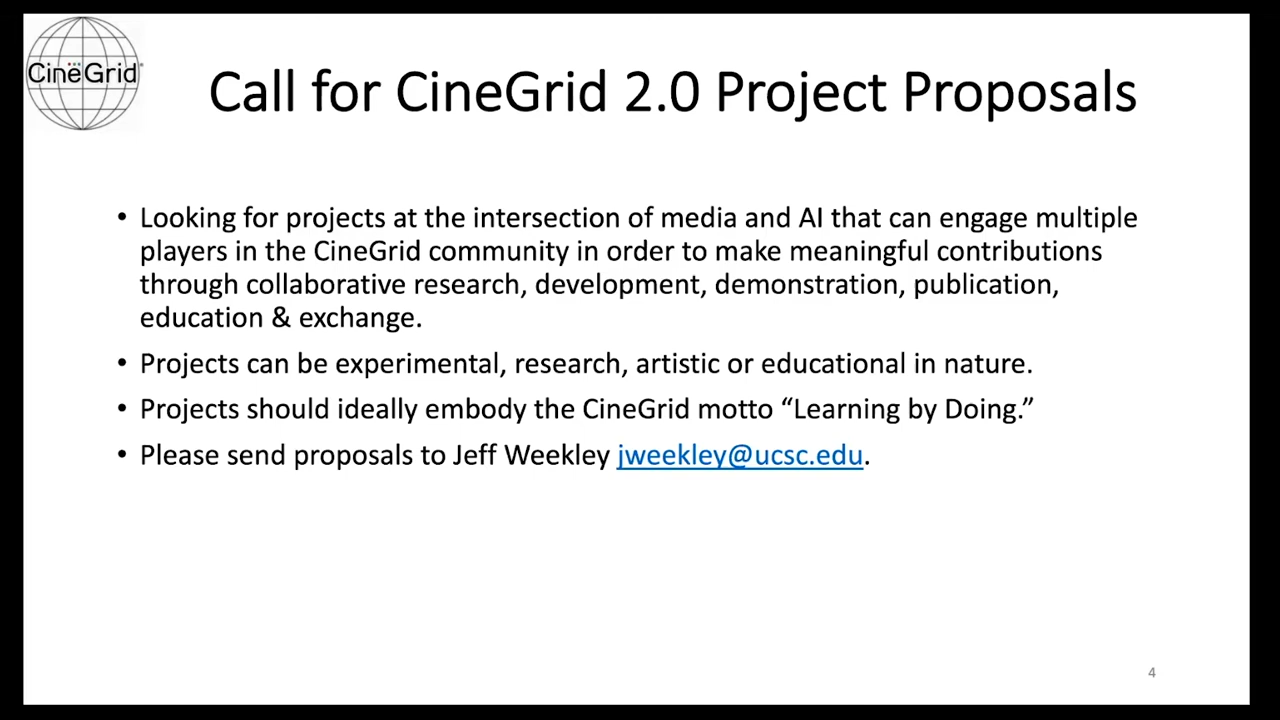 CineGrid
Call for CineGrid 2.0 Project Proposals
• Looking for projects at the intersection of media and AI that can engage multiple
players in the CineGrid community in order to make meaningful contributions
through collaborative research, development, demonstration, publication,
education & exchange.
• Projects can be experimental, research, artistic or educational in nature.
• Projects should ideally embody the CineGrid motto “Learning by Doing.”
• Please send proposals to Jeff Weekley jweekley@ucsc.edu.
4